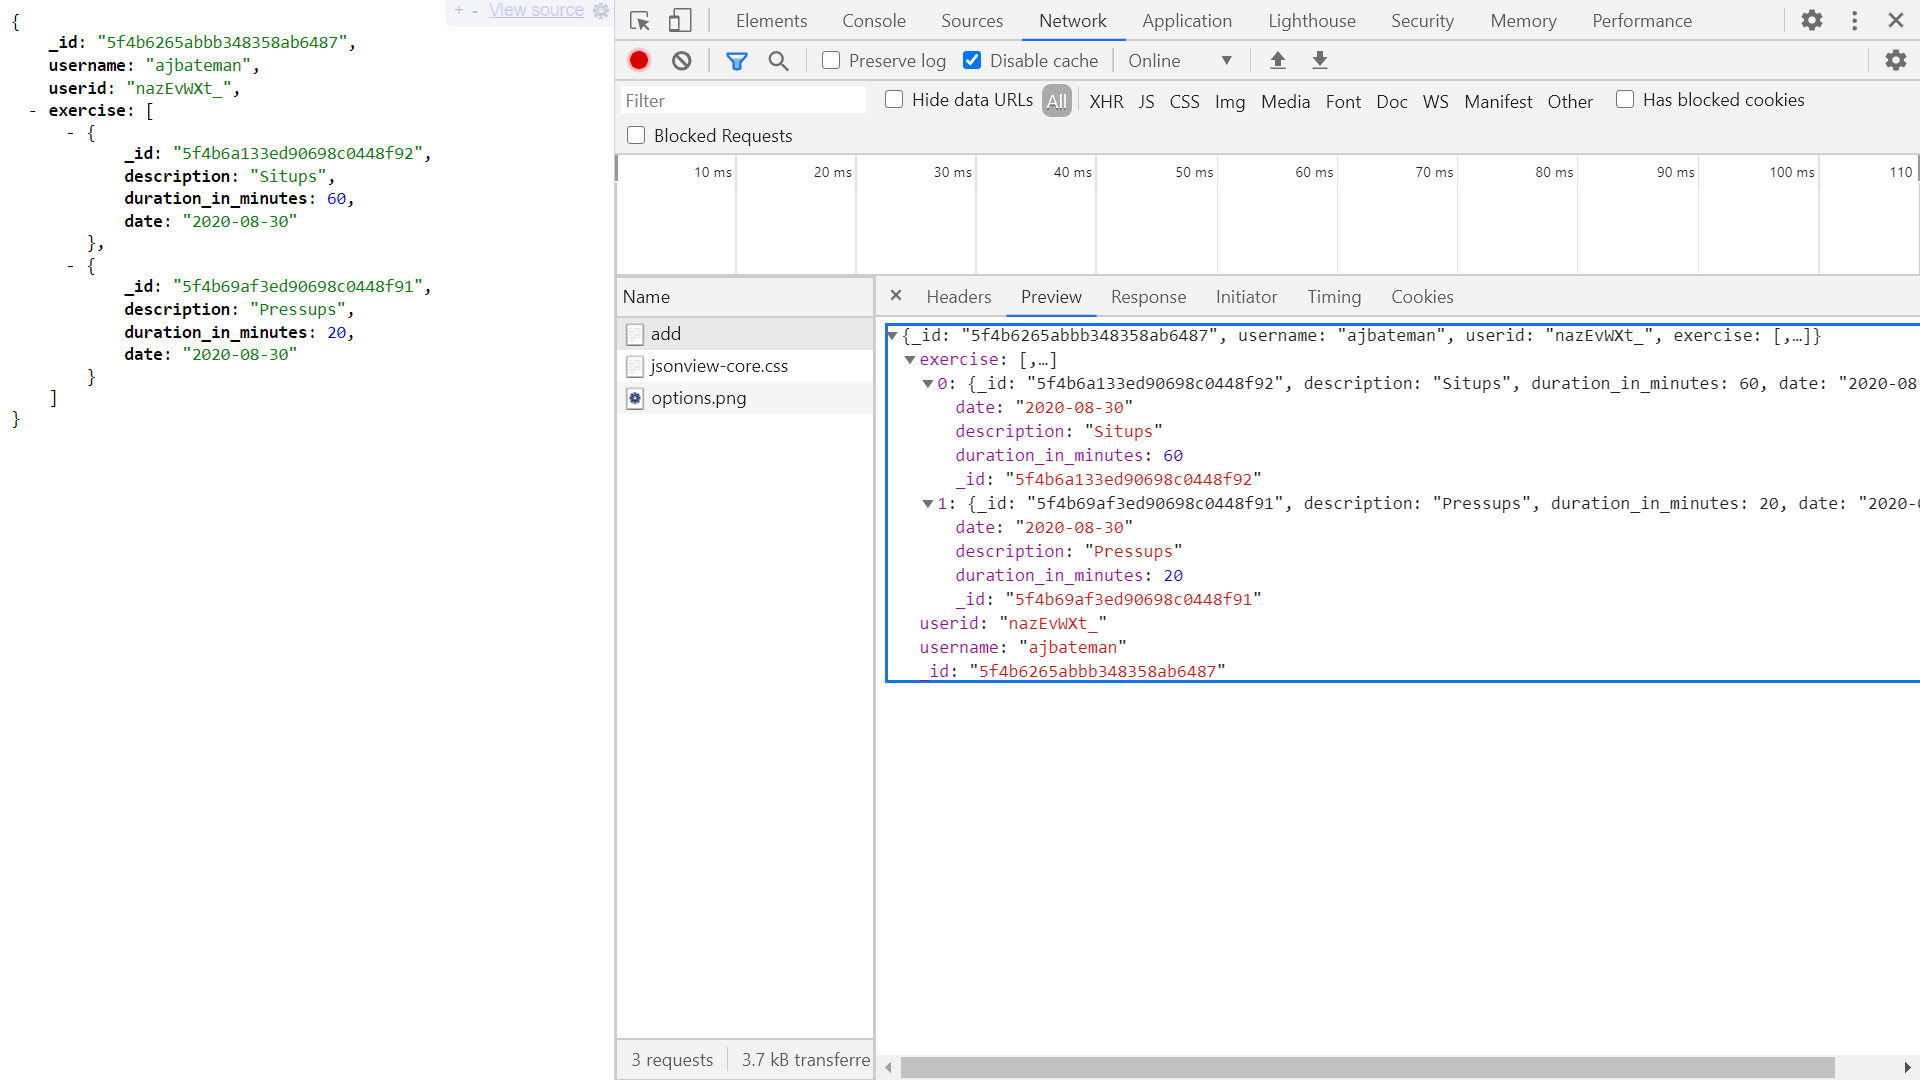 + - View source
{
_id: "5f4b6265abbb348358ab6487",
username: "ajbateman",
userid: "nazEvWXt_",
- exercise: [
- {
_id: "5f4b6a133ed90698c0448f92",
description: "Situps",
duration_in_minutes: 60,
date: "2020-08-30"
},
- {
_id: "5f4b69af3ed90698c0448f91",
description: "Pressups",
duration_in_minutes: 20,
date: "2020-08-30"
}
]
}
Elements Console Sources Network Application Lighthouse Security Memory Performance
Preserve log Disable cache Online
Filter Hide data URLs All XHR JS CSS Img Media Font Doc WS Manifest Other Has blocked cookies
Blocked Requests
10 ms 20 ms 30 ms 40 ms 50 ms 60 ms 70 ms 80 ms 90 ms 100 ms 110
Name
add
jsonview-core.css
options.png
3 requests 3.7 kB transferre
Headers Preview Response Initiator Timing Cookies
{_id: "5f4b6265abbb348358ab6487", username: "ajbateman", userid: "nazEvWXt_", exercise: [,…]}
exercise: [,…]
0: {_id: "5f4b6a133ed90698c0448f92", description: "Situps", duration_in_minutes: 60, date: "2020-08-
date: "2020-08-30"
description: "Situps"
duration_in_minutes: 60
_id: "5f4b6a133ed90698c0448f92"
1: {_id: "5f4b69af3ed90698c0448f91", description: "Pressups", duration_in_minutes: 20, date: "2020-0
date: "2020-08-30"
description: "Pressups"
duration_in_minutes: 20
_id: "5f4b69af3ed90698c0448f91"
userid: "nazEvWXt_"
username: "ajbateman"
_id: "5f4b6265abbb348358ab6487"